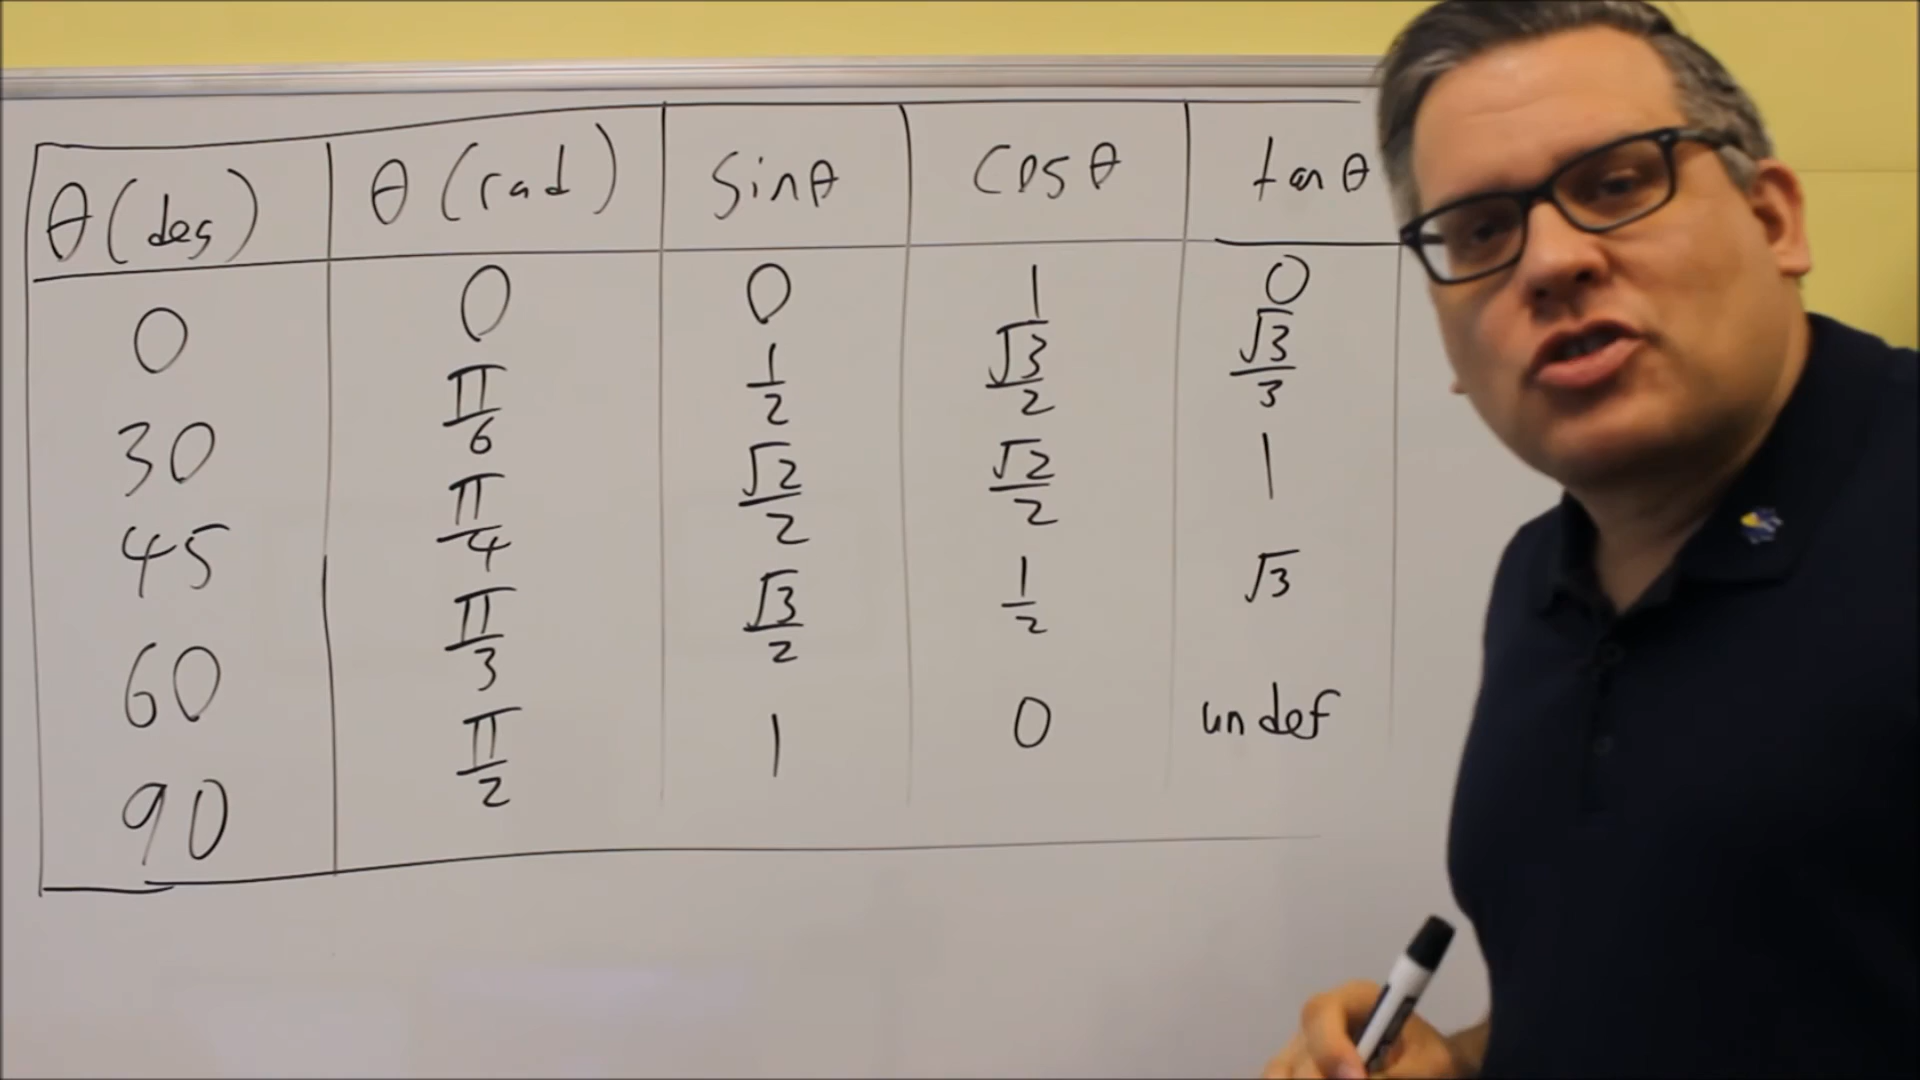 θ (deg) θ (rad) sinθ cosθ tanθ
0 0 0 1 0
30 π/6 1/2 √3/2 √3/3
45 π/4 √2/2 √2/2 1
60 π/3 √3/2 1/2 √3
90 π/2 1 0 undef